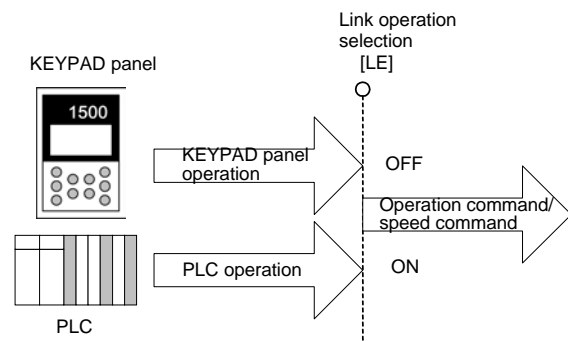 Link operation
selection
[LE]
KEYPAD panel
1500
KEYPAD panel
operation
OFF
Operation command/
speed command
PLC operation
ON
PLC